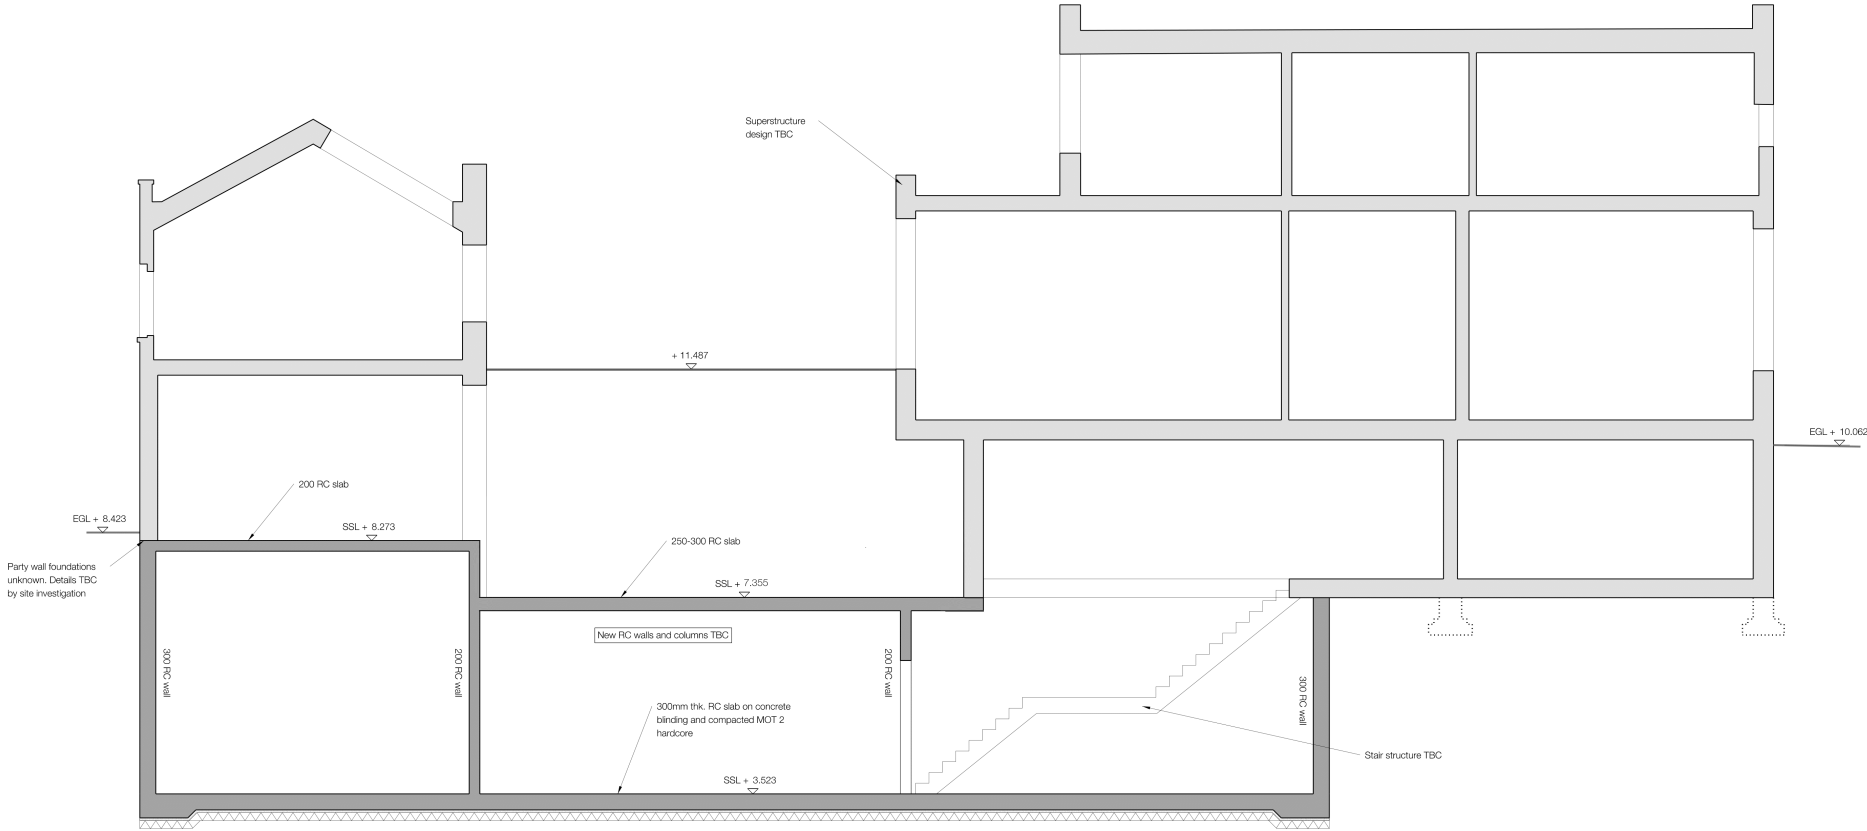 Superstructure
design TBC
+ 11.487
EGL + 10.062
200 RC slab
EGL + 8.423
SSL + 8.273
250-300 RC slab
Party wall foundations
unknown. Details TBC
by site investigation
SSL + 7.355
New RC walls and columns TBC
300 RC wall
200 RC wall
200 RC wall
300 RC wall
300mm thk. RC slab on concrete
blinding and compacted MOT 2
hardcore
Stair structure TBC
SSL + 3.523